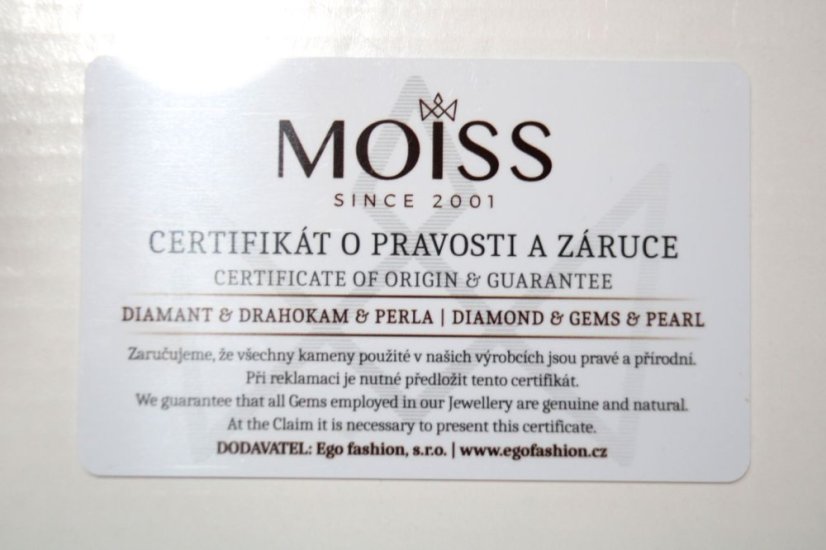 MOISS
SINCE 2001
CERTIFIKÁT O PRAVOSTI A ZÁRUCE
CERTIFICATE OF ORIGIN & GUARANTEE
DIAMANT & DRAHOKAM & PERLA | DIAMOND & GEMS & PEARL
Zaručujeme, že všechny kameny použité v našich výrobcích jsou pravé a přírodní.
Při reklamaci je nutné předložit tento certifikát.
We guarantee that all Gems employed in our Jewellery are genuine and natural.
At the Claim it is necessary to present this certificate.
DODAVATEL: Ego fashion, s.r.o. | www.egofashion.cz